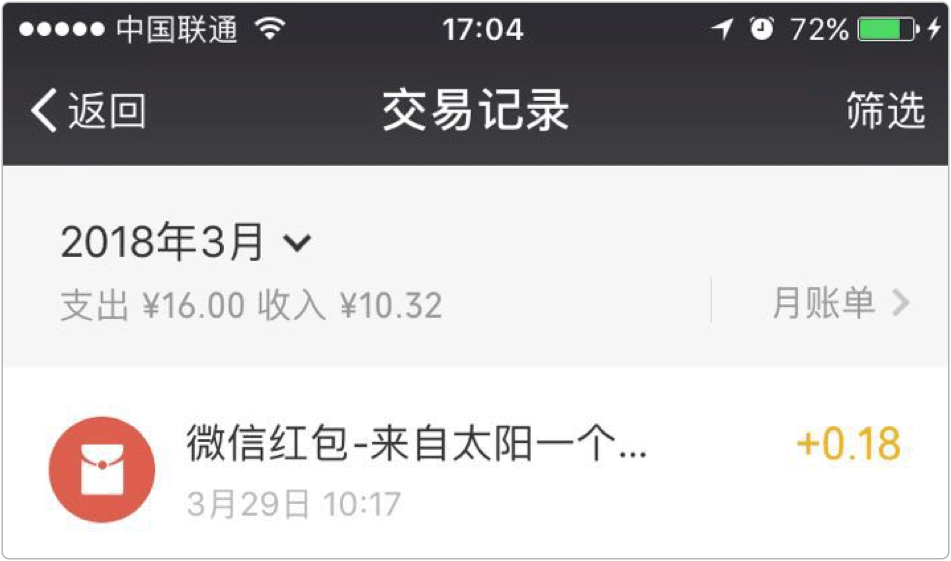 中国联通 17:04 72%
返回 交易记录 筛选
2018年3月
支出 ¥16.00 收入 ¥10.32 月账单
微信红包-来自太阳一个... +0.18
3月29日 10:17